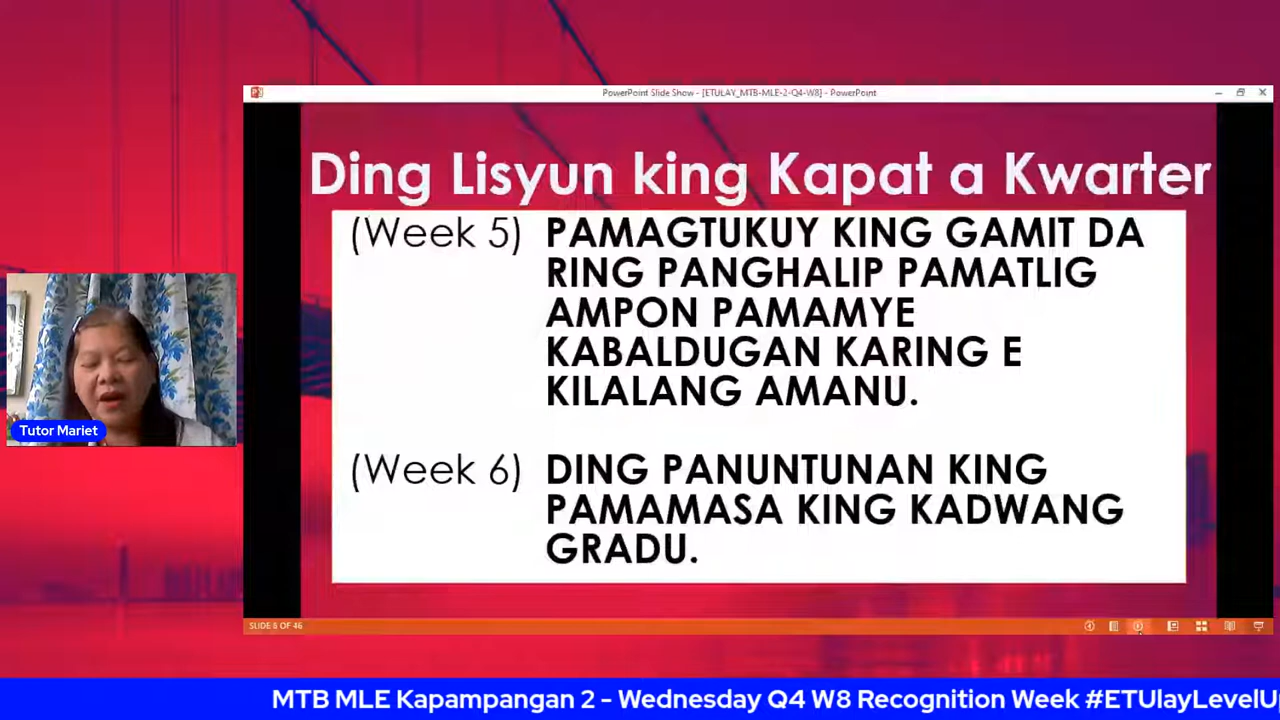 PowerPoint Slide Show - [ETULAY_MTB-MLE-2-Q4-W8] - PowerPoint
Ding Lisyun king Kapat a Kwarter
(Week 5) PAMAGTUKUY KING GAMIT DA
RING PANGHALIP PAMATLIG
AMPON PAMAMYE
KABALDUGAN KARING E
KILALANG AMANU.
(Week 6) DING PANUNTUNAN KING
PAMAMASA KING KADWANG
GRADU.
Tutor Mariet
SLIDE 8 OF 46
MTB MLE Kapampangan 2 - Wednesday Q4 W8 Recognition Week #ETUlayLevelU